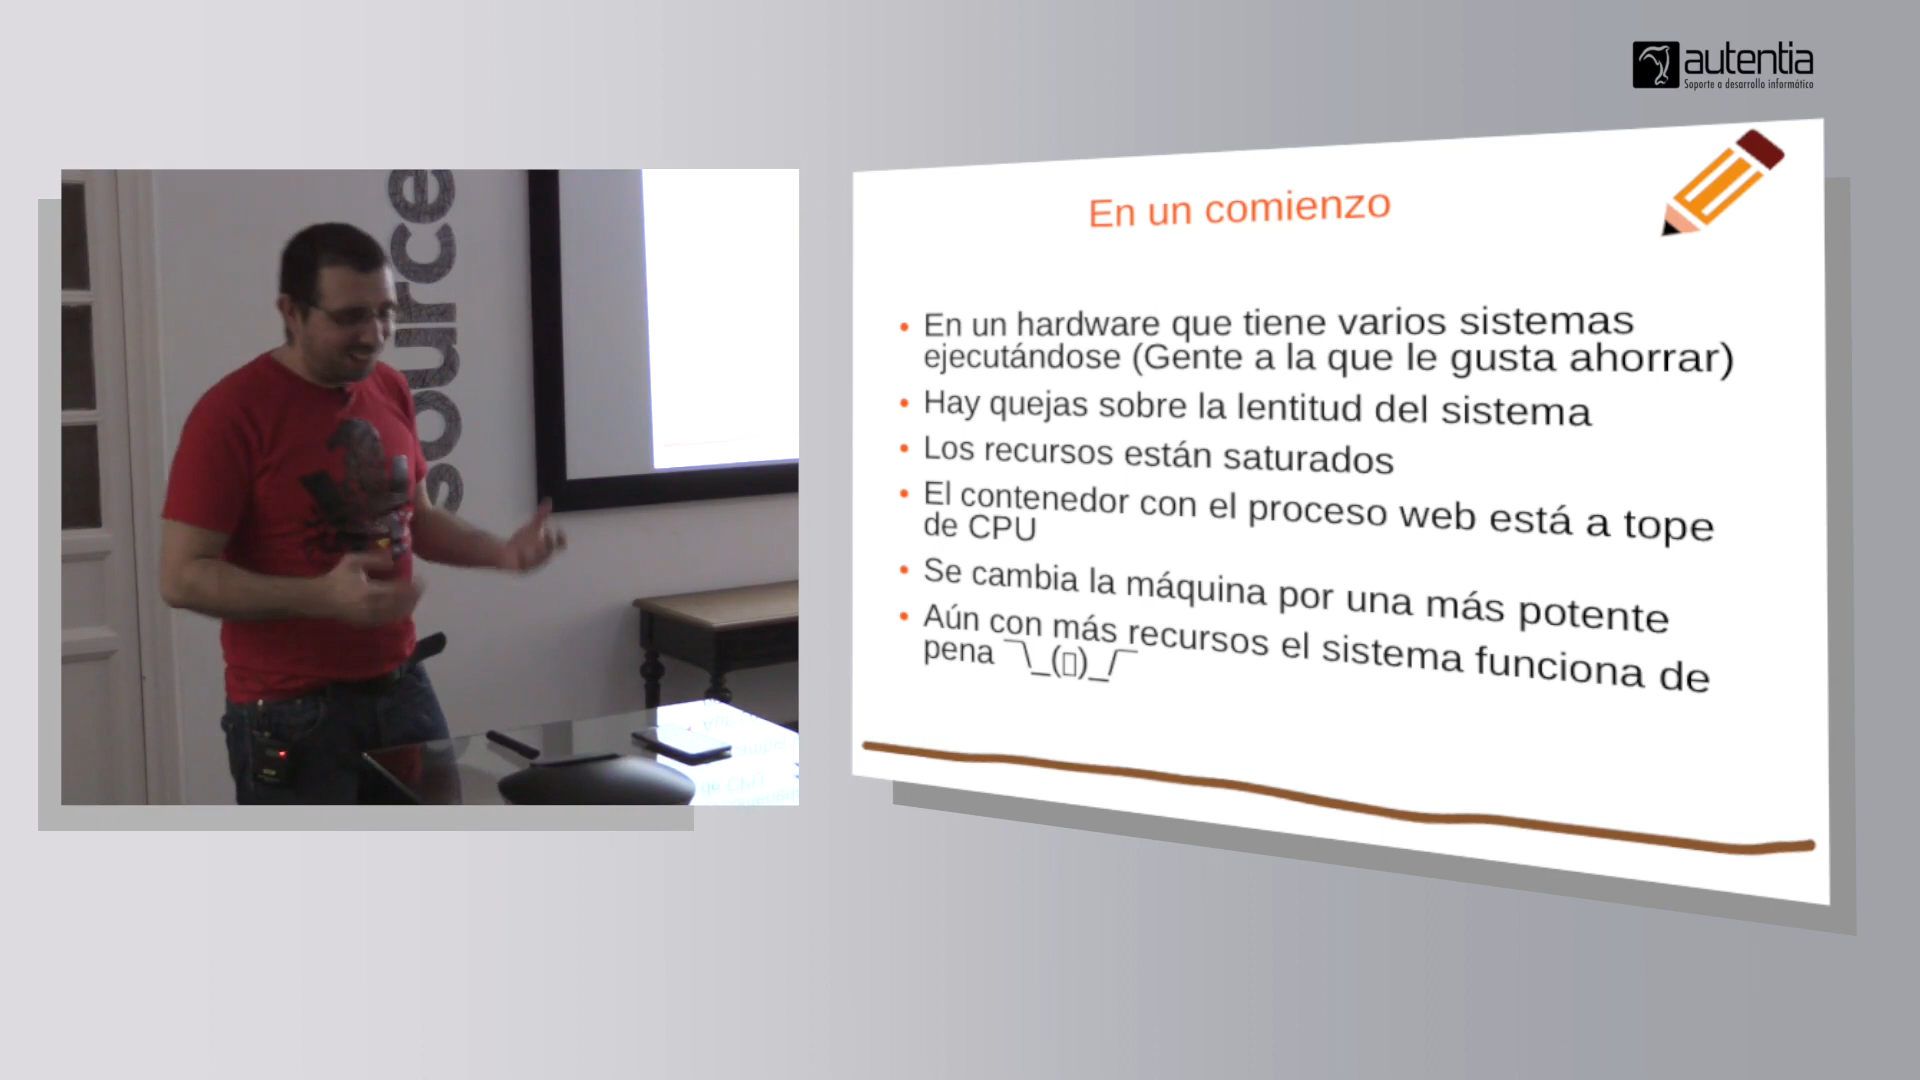 autentia
Soporte a desarrollo informático
source
En un comienzo
• En un hardware que tiene varios sistemas
ejecutándose (Gente a la que le gusta ahorrar)
• Hay quejas sobre la lentitud del sistema
• Los recursos están saturados
• El contenedor con el proceso web está a tope
de CPU
• Se cambia la máquina por una más potente
• Aún con más recursos el sistema funciona de
pena ¯\_(▯)_/¯